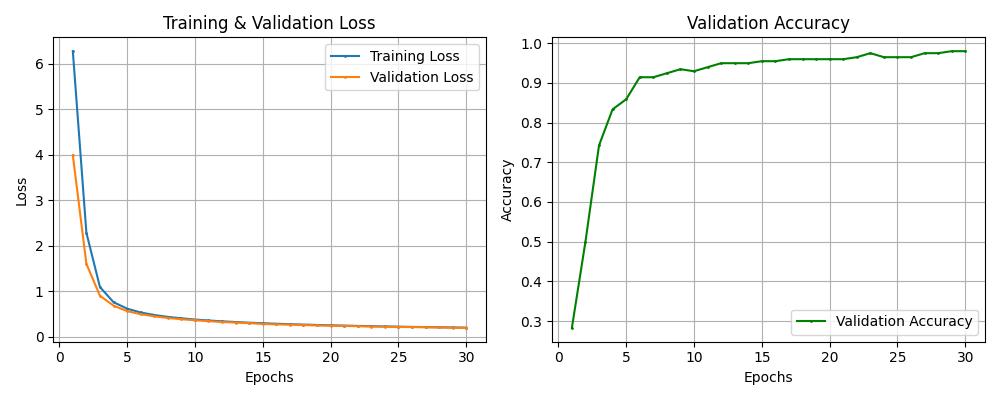 Training & Validation Loss
Training Loss
Validation Loss
6
5
4
3
2
1
0
Loss
0 5 10 15 20 25 30
Epochs
Validation Accuracy
1.0
0.9
0.8
0.7
0.6
0.5
0.4
0.3
Accuracy
Validation Accuracy
0 5 10 15 20 25 30
Epochs